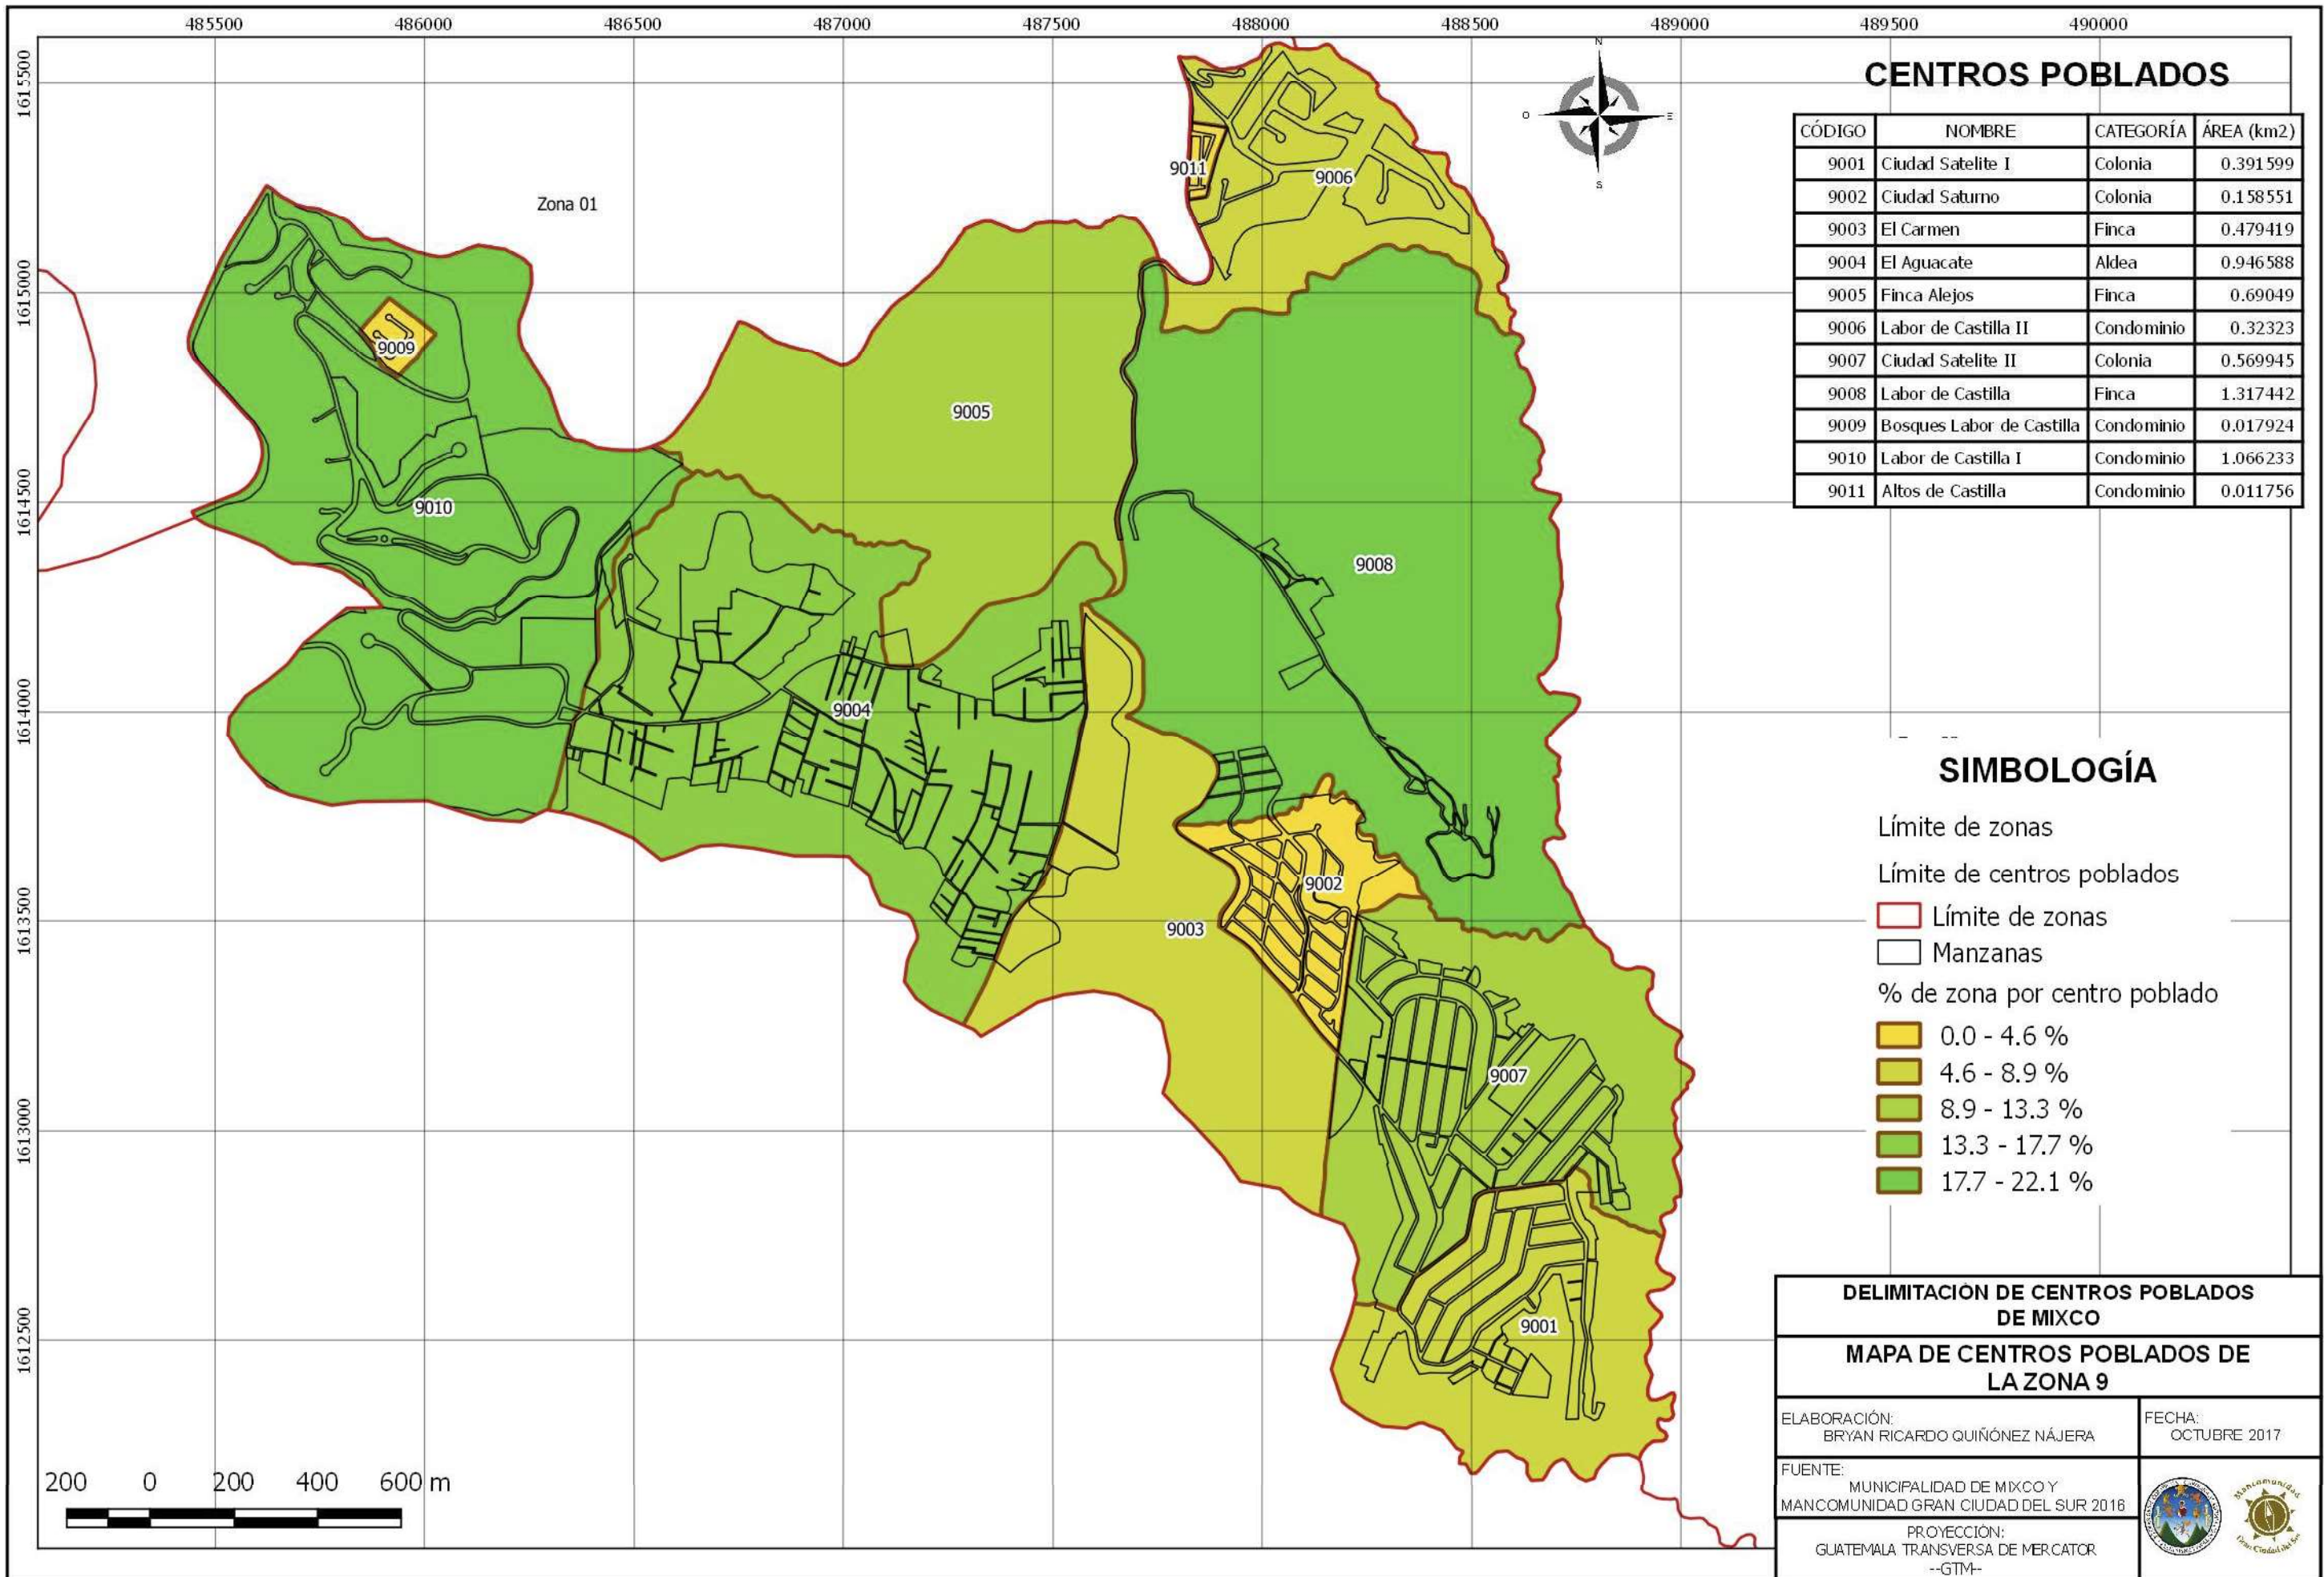 485500 486000 486500 487000 487500 488000 488500 489000 489500 490000
1615500
1615000
1614500
1614000
1613500
1613000
1612500
N
O
E
S
Zona 01
9011
9006
9009
9005
9010
9008
9004
9002
9003
9007
9001
CENTROS POBLADOS
CÓDIGO NOMBRE CATEGORÍA ÁREA (km2)
9001 Ciudad Satelite I Colonia 0.391599
9002 Ciudad Saturno Colonia 0.158551
9003 El Carmen Finca 0.479419
9004 El Aguacate Aldea 0.946588
9005 Finca Alejos Finca 0.69049
9006 Labor de Castilla II Condominio 0.32323
9007 Ciudad Satelite II Colonia 0.569945
9008 Labor de Castilla Finca 1.317442
9009 Bosques Labor de Castilla Condominio 0.017924
9010 Labor de Castilla I Condominio 1.066233
9011 Altos de Castilla Condominio 0.011756
SIMBOLOGÍA
Límite de zonas
Límite de centros poblados
Límite de zonas
Manzanas
% de zona por centro poblado
0.0 - 4.6 %
4.6 - 8.9 %
8.9 - 13.3 %
13.3 - 17.7 %
17.7 - 22.1 %
200 0 200 400 600 m
DELIMITACIÓN DE CENTROS POBLADOS
DE MIXCO
MAPA DE CENTROS POBLADOS DE
LA ZONA 9
ELABORACIÓN:
BRYAN RICARDO QUIÑÓNEZ NÁJERA
FECHA:
OCTUBRE 2017
FUENTE:
MUNICIPALIDAD DE MIXCO Y
MANCOMUNIDAD GRAN CIUDAD DEL SUR 2016
PROYECCIÓN:
GUATEMALA TRANSVERSA DE MERCATOR
--GTM--
Mancomunidad
Gran Ciudad del Sur